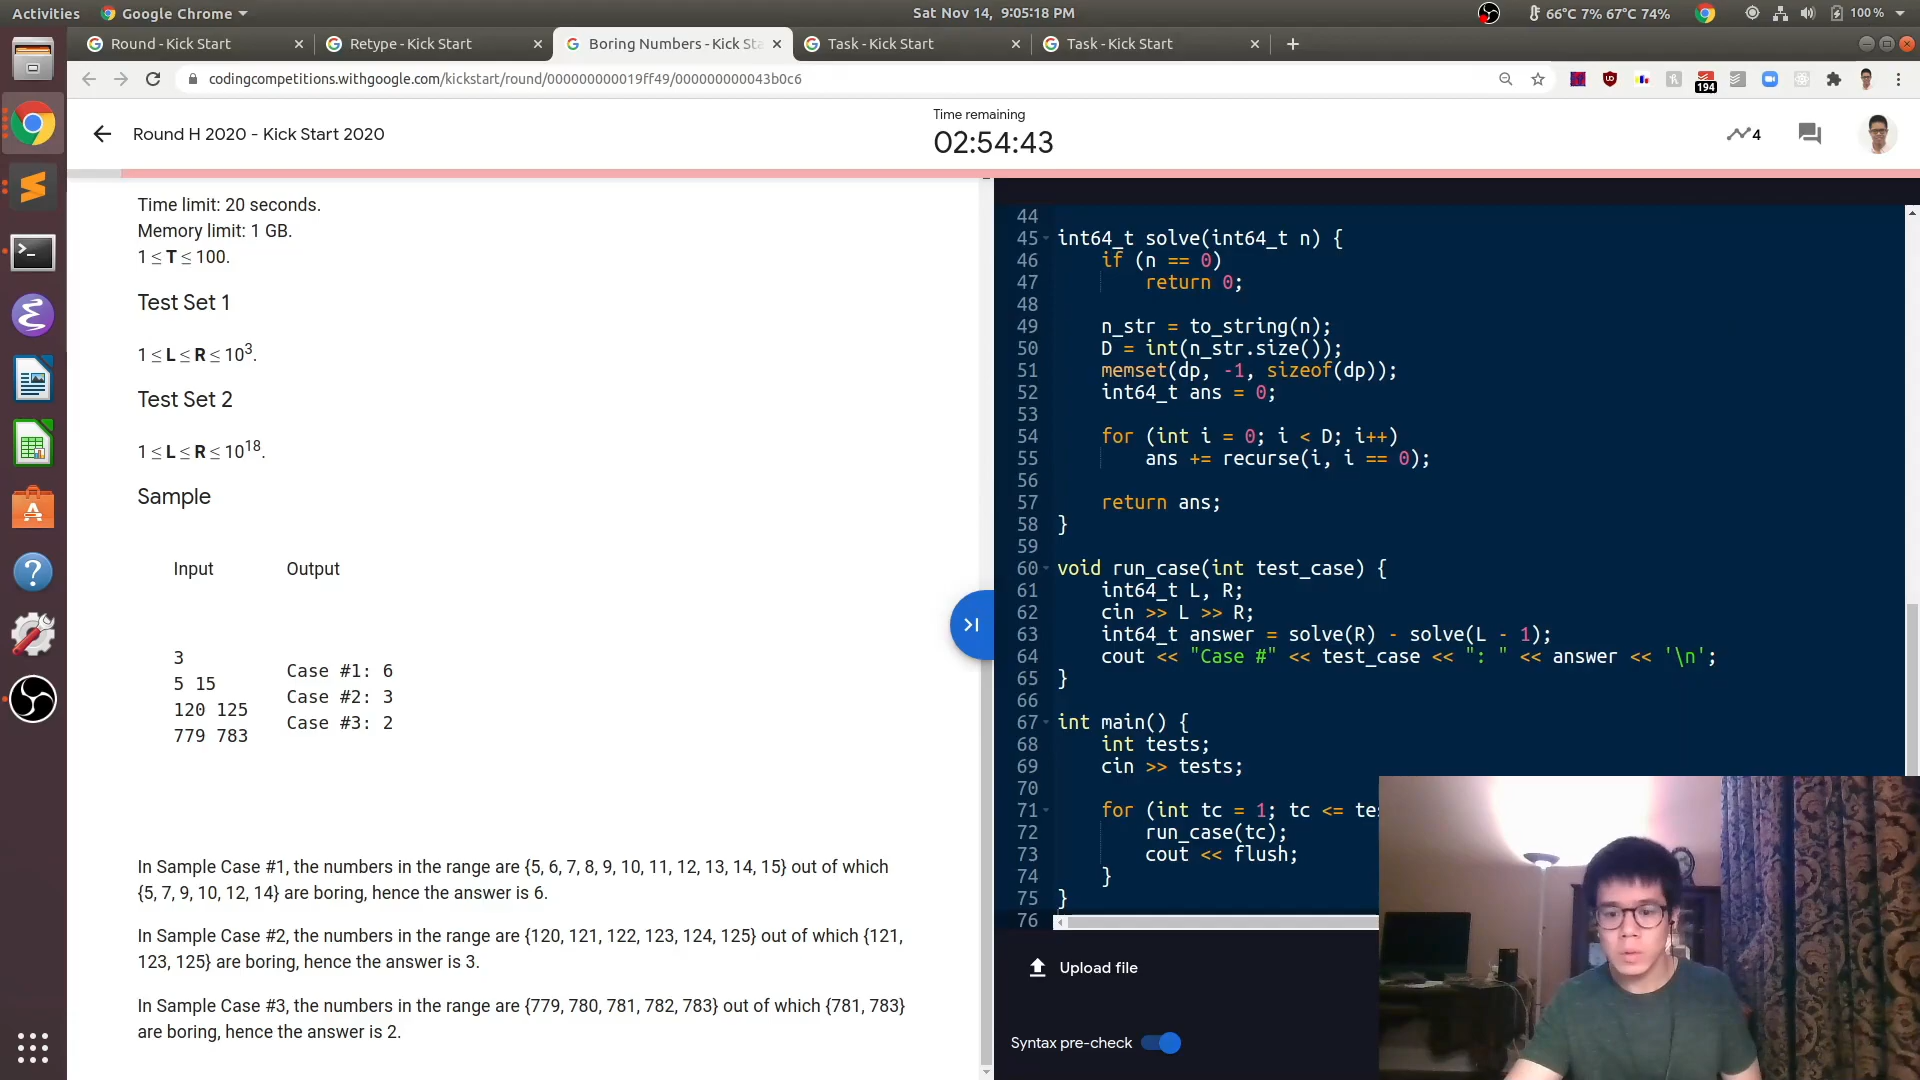 Activities
Google Chrome
Sat Nov 14, 9:05:18 PM
66°C 7% 67°C 74%
100 %
Round - Kick Start
Retype - Kick Start
Boring Numbers - Kick Sta
Task - Kick Start
Task - Kick Start
codingcompetitions.withgoogle.com/kickstart/round/000000000019ff49/000000000043b0c6
194
Round H 2020 - Kick Start 2020
Time remaining
02:54:43
4
Time limit: 20 seconds.
Memory limit: 1 GB.
1 ≤ T ≤ 100.
Test Set 1
1 ≤ L ≤ R ≤ 10³.
Test Set 2
1 ≤ L ≤ R ≤ 10¹⁸.
Sample
Input Output
3
5 15
120 125
779 783
Case #1: 6
Case #2: 3
Case #3: 2
In Sample Case #1, the numbers in the range are {5, 6, 7, 8, 9, 10, 11, 12, 13, 14, 15} out of which
{5, 7, 9, 10, 12, 14} are boring, hence the answer is 6.
In Sample Case #2, the numbers in the range are {120, 121, 122, 123, 124, 125} out of which {121,
123, 125} are boring, hence the answer is 3.
In Sample Case #3, the numbers in the range are {779, 780, 781, 782, 783} out of which {781, 783}
are boring, hence the answer is 2.
44
45 int64_t solve(int64_t n) {
46 if (n == 0)
47 return 0;
48
49 n_str = to_string(n);
50 D = int(n_str.size());
51 memset(dp, -1, sizeof(dp));
52 int64_t ans = 0;
53
54 for (int i = 0; i < D; i++)
55 ans += recurse(i, i == 0);
56
57 return ans;
58 }
59
60 void run_case(int test_case) {
61 int64_t L, R;
62 cin >> L >> R;
63 int64_t answer = solve(R) - solve(L - 1);
64 cout << "Case #" << test_case << ": " << answer << '\n';
65 }
66
67 int main() {
68 int tests;
69 cin >> tests;
70
71 for (int tc = 1; tc <= tes
72 run_case(tc);
73 cout << flush;
74 }
75 }
76
Upload file
Syntax pre-check